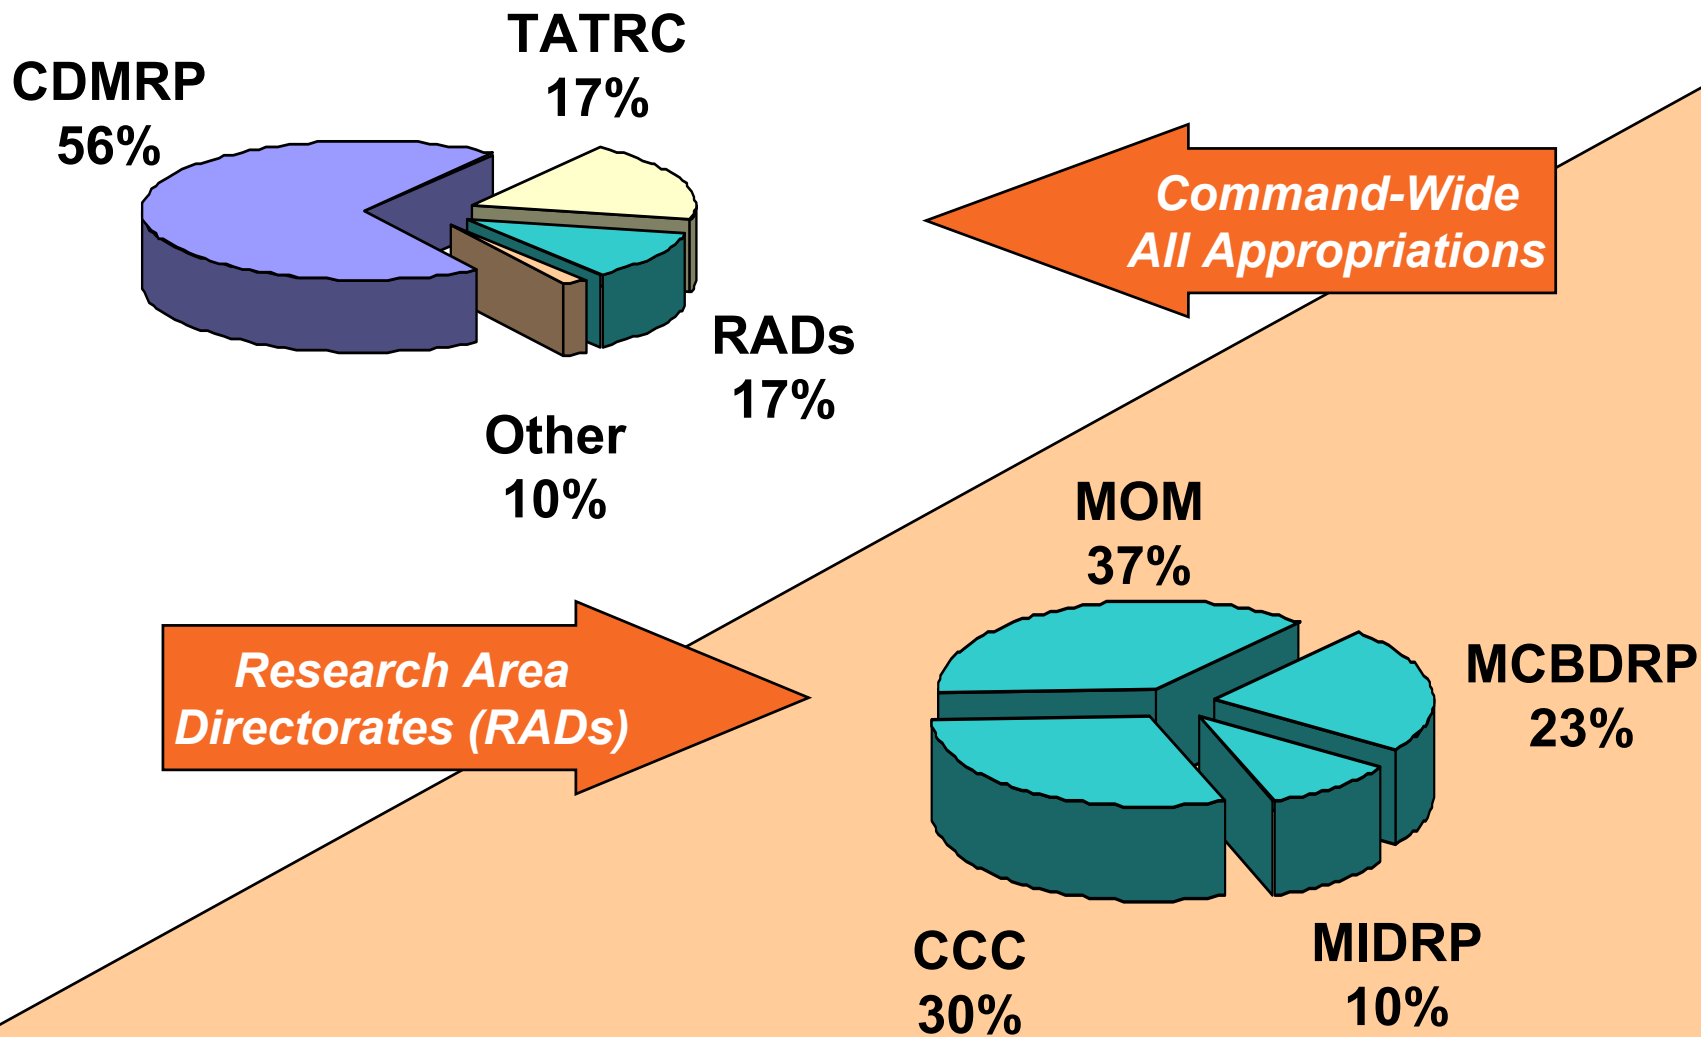 TATRC
17%
CDMRP
56%
Command-Wide
All Appropriations
RADs
17%
Other
10%
MOM
37%
Research Area
Directorates (RADs)
MCBDRP
23%
CCC
30%
MIDRP
10%